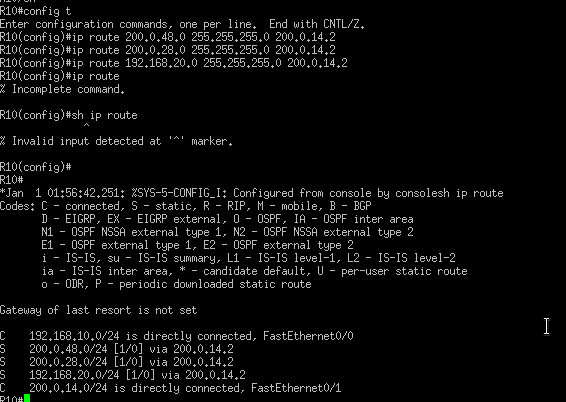 R10#config t
Enter configuration commands, one per line.  End with CNTL/Z.
R10(config)#ip route 200.0.48.0 255.255.255.0 200.0.14.2
R10(config)#ip route 200.0.28.0 255.255.255.0 200.0.14.2
R10(config)#ip route 192.168.20.0 255.255.255.0 200.0.14.2
R10(config)#ip route
% Incomplete command.
R10(config)#sh ip route
^
% Invalid input detected at '^' marker.
R10(config)#
R10#
*Jan  1 01:56:42.251: %SYS-5-CONFIG_I: Configured from console by consolesh ip route
Codes: C - connected, S - static, R - RIP, M - mobile, B - BGP
D - EIGRP, EX - EIGRP external, O - OSPF, IA - OSPF inter area
N1 - OSPF NSSA external type 1, N2 - OSPF NSSA external type 2
E1 - OSPF external type 1, E2 - OSPF external type 2
i - IS-IS, su - IS-IS summary, L1 - IS-IS level-1, L2 - IS-IS level-2
ia - IS-IS inter area, * - candidate default, U - per-user static route
o - ODR, P - periodic downloaded static route
Gateway of last resort is not set
C    192.168.10.0/24 is directly connected, FastEthernet0/0
S    200.0.48.0/24 [1/0] via 200.0.14.2
S    200.0.28.0/24 [1/0] via 200.0.14.2
S    192.168.20.0/24 [1/0] via 200.0.14.2
C    200.0.14.0/24 is directly connected, FastEthernet0/1
R10#